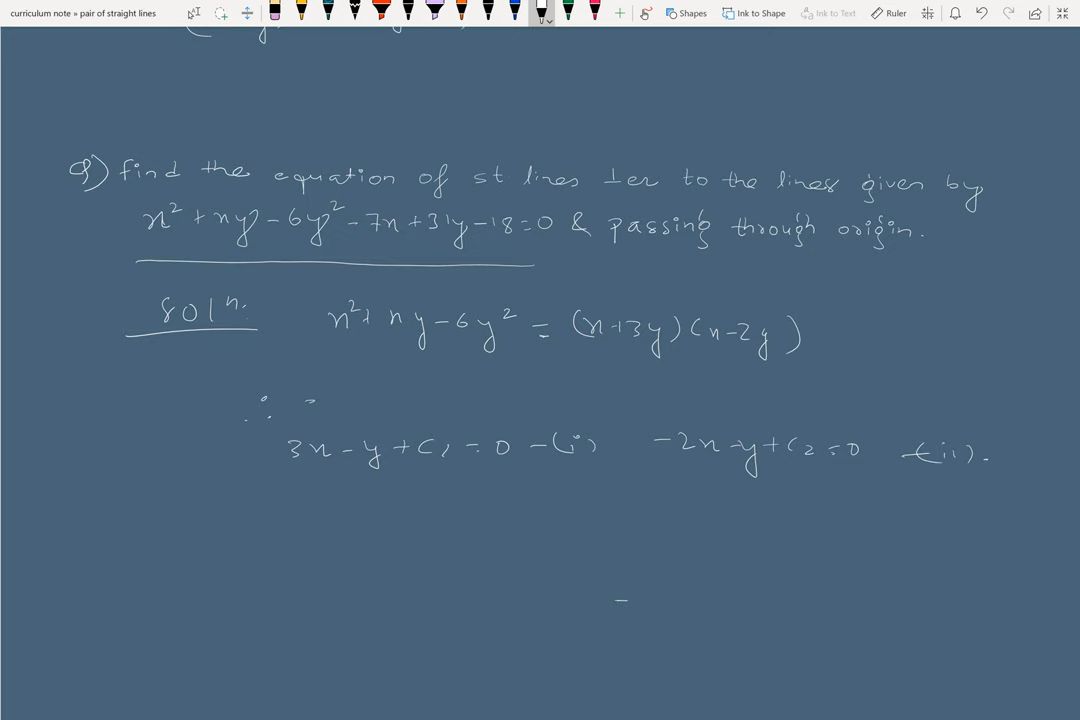 curriculum note » pair of straight lines Shapes Ink to Shape Ink to Text Ruler
Q) find the equation of st lines ⊥er to the lines given by
x² + xy - 6y² - 7x + 31y - 18 = 0 & passing through origin.
Solⁿ: x² + xy - 6y² = (x+3y)(x-2y)
∴
3x - y + c₁ = 0 -(i) -2x - y + c₂ = 0 -(ii).